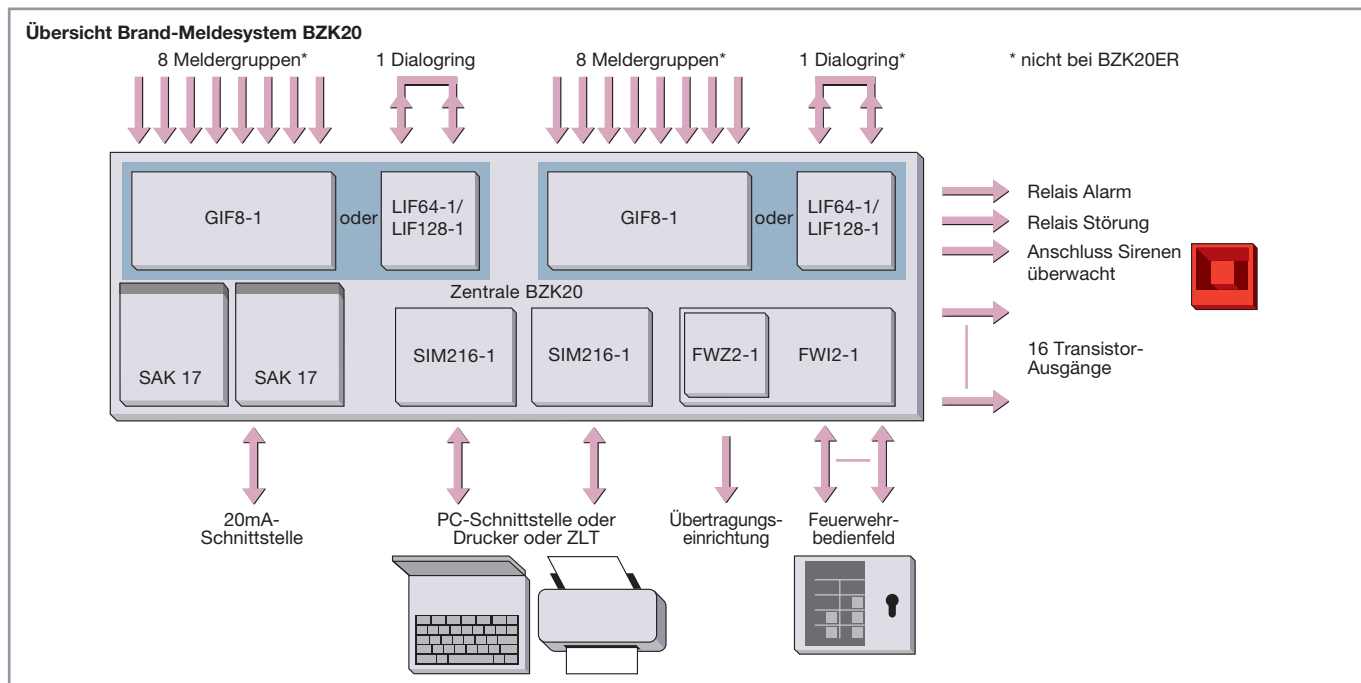 Übersicht Brand-Meldesystem BZK20
8 Meldergruppen*
1 Dialogring
8 Meldergruppen*
1 Dialogring*
* nicht bei BZK20ER
GIF8-1
oder
LIF64-1/
LIF128-1
GIF8-1
oder
LIF64-1/
LIF128-1
Relais Alarm
Relais Störung
Anschluss Sirenen
überwacht
Zentrale BZK20
SAK 17
SAK 17
SIM216-1
SIM216-1
FWZ2-1
FWI2-1
16 Transistor-
Ausgänge
20mA-
Schnittstelle
PC-Schnittstelle oder
Drucker oder ZLT
Übertragungs-
einrichtung
Feuerwehr-
bedienfeld